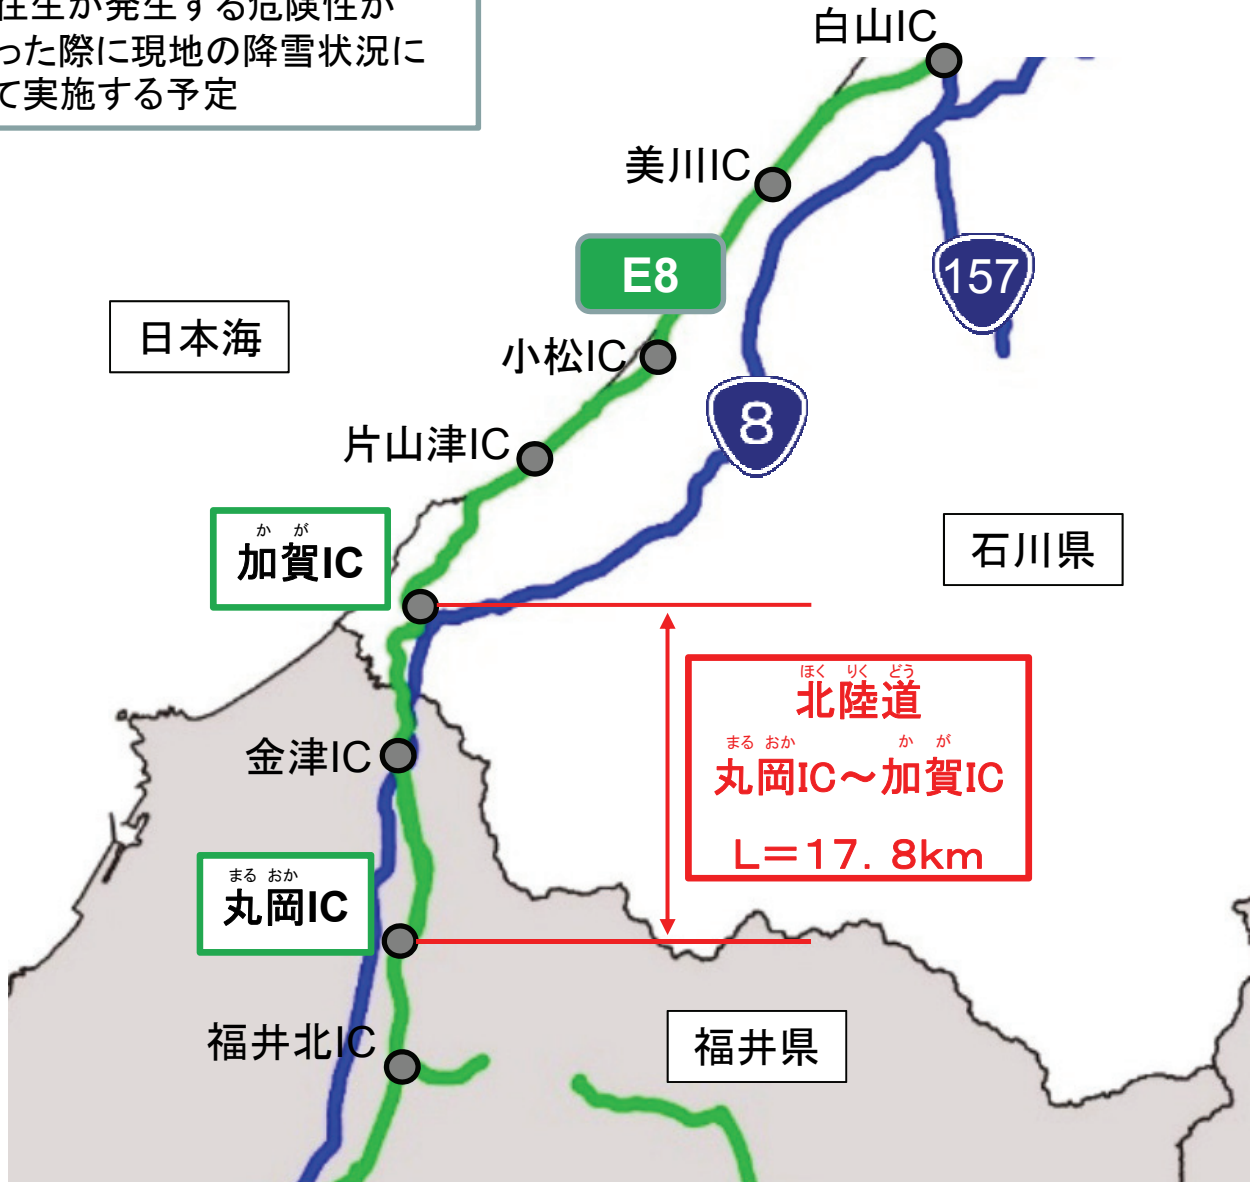 往生が発生する危険性が
った際に現地の降雪状況に
て実施する予定
白山IC
美川IC
E8
157
日本海
小松IC
8
片山津IC
かが
加賀IC
石川県
ほくりくどう
北陸道
まるおか かが
丸岡IC～加賀IC
L＝17．8km
金津IC
まるおか
丸岡IC
福井北IC
福井県